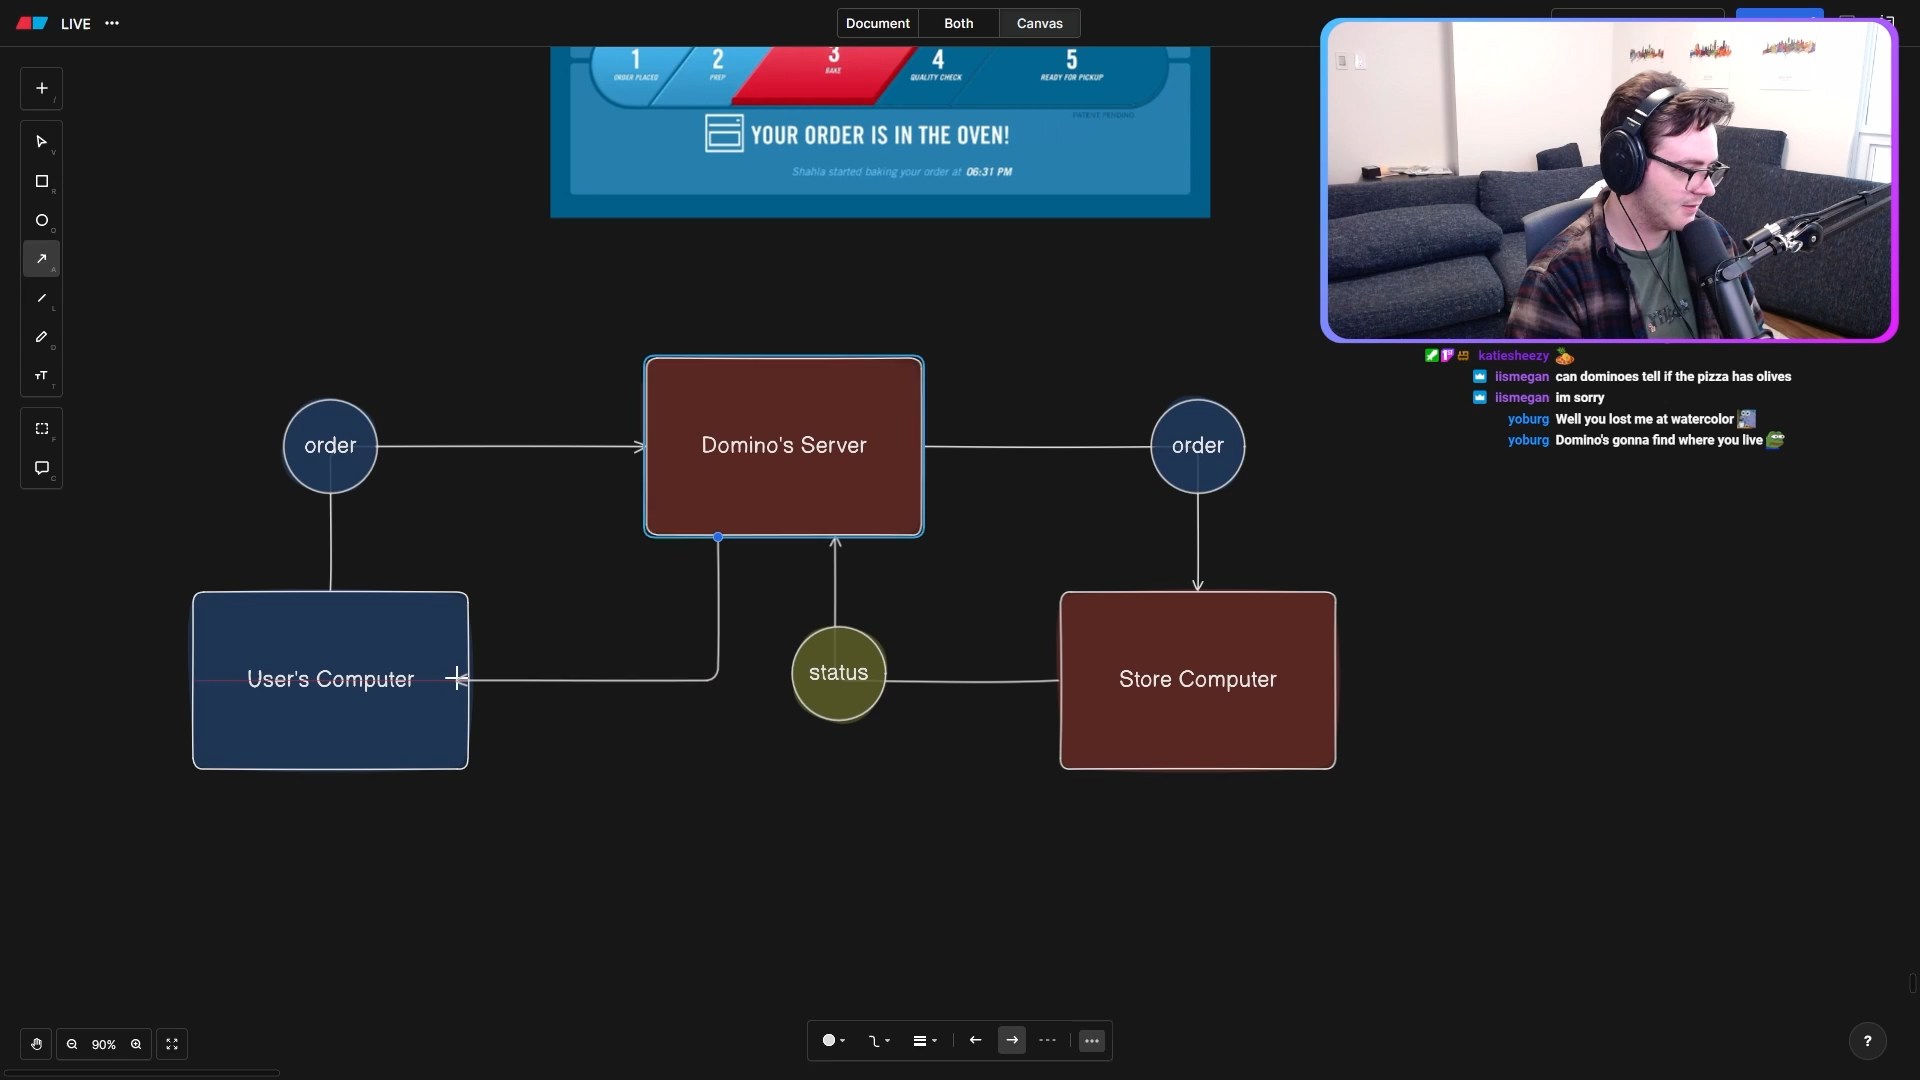 LIVE
Document Both Canvas
1 2 3 4 5
ORDER PLACED PREP BAKE QUALITY CHECK READY FOR PICKUP
PATENT PENDING
YOUR ORDER IS IN THE OVEN!
Shahla started baking your order at 06:31 PM
katiesheezy
iismegan can dominoes tell if the pizza has olives
iismegan im sorry
yoburg Well you lost me at watercolor
yoburg Domino's gonna find where you live
order
Domino's Server
order
User's Computer
status
Store Computer
90%
?